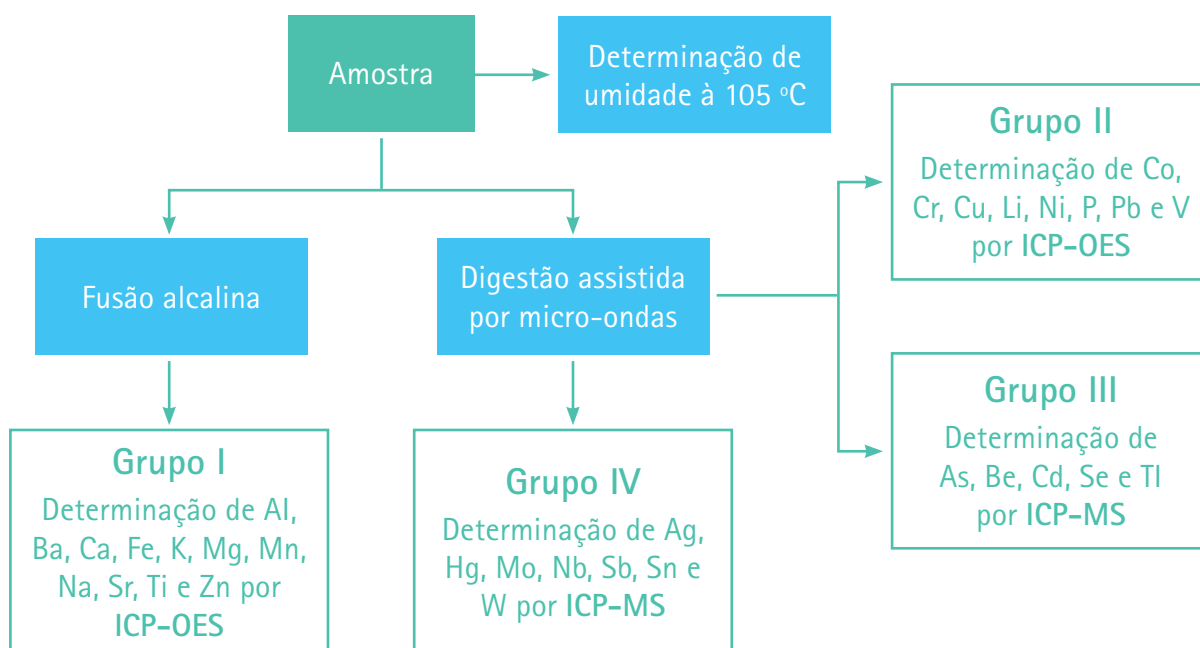 Amostra
Determinação de
umidade à 105 ºC
Grupo II
Determinação de Co,
Cr, Cu, Li, Ni, P, Pb e V
por ICP-OES
Fusão alcalina
Digestão assistida
por micro-ondas
Grupo III
Determinação de
As, Be, Cd, Se e Tl
por ICP-MS
Grupo I
Determinação de Al,
Ba, Ca, Fe, K, Mg, Mn,
Na, Sr, Ti e Zn por
ICP-OES
Grupo IV
Determinação de Ag,
Hg, Mo, Nb, Sb, Sn e
W por ICP-MS